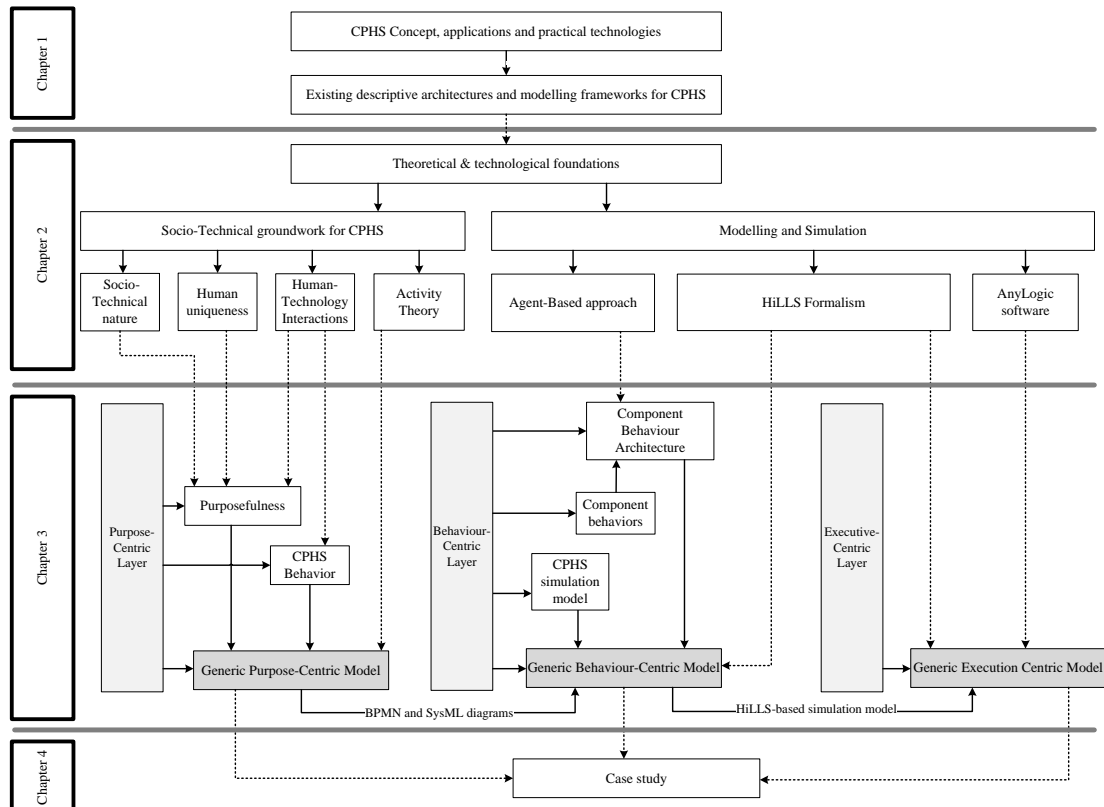 Chapter 1
CPHS Concept, applications and practical technologies
Existing descriptive architectures and modelling frameworks for CPHS
Chapter 2
Theoretical & technological foundations
Socio-Technical groundwork for CPHS
Modelling and Simulation
Socio-
Technical
nature
Human
uniqueness
Human-
Technology
Interactions
Activity
Theory
Agent-Based approach
HiLLS Formalism
AnyLogic
software
Chapter 3
Purpose-
Centric
Layer
Purposefulness
CPHS
Behavior
Generic Purpose-Centric Model
BPMN and SysML diagrams
Behaviour-
Centric
Layer
Component
Behaviour
Architecture
Component
behaviors
CPHS
simulation
model
Generic Behaviour-Centric Model
HiLLS-based simulation model
Executive-
Centric
Layer
Generic Execution Centric Model
Chapter 4
Case study